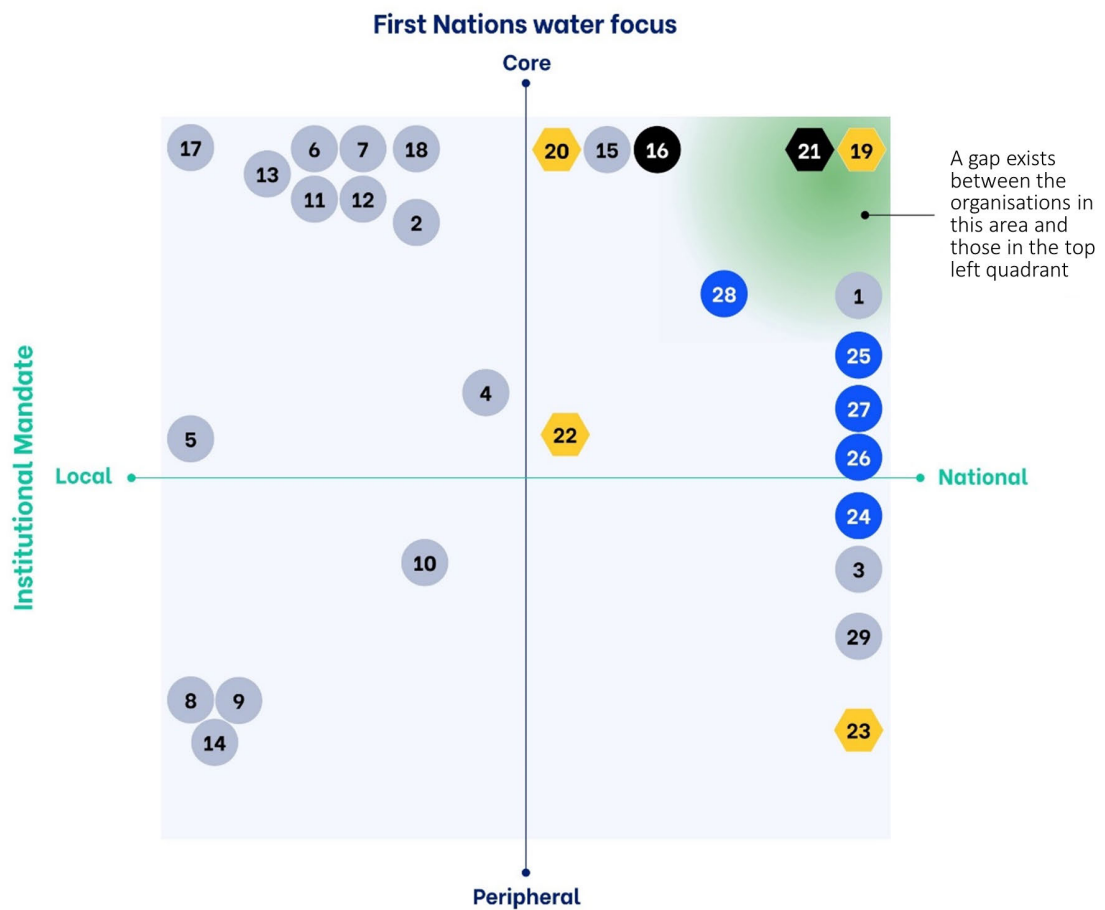 First Nations water focus
Core
17
6
7
18
20
15
16
21
19
13
11
12
2
A gap exists
between the
organisations in
this area and
those in the top
left quadrant
28
1
25
4
27
5
22
26
Institutional Mandate
Local
National
24
10
3
29
8
9
14
23
Peripheral